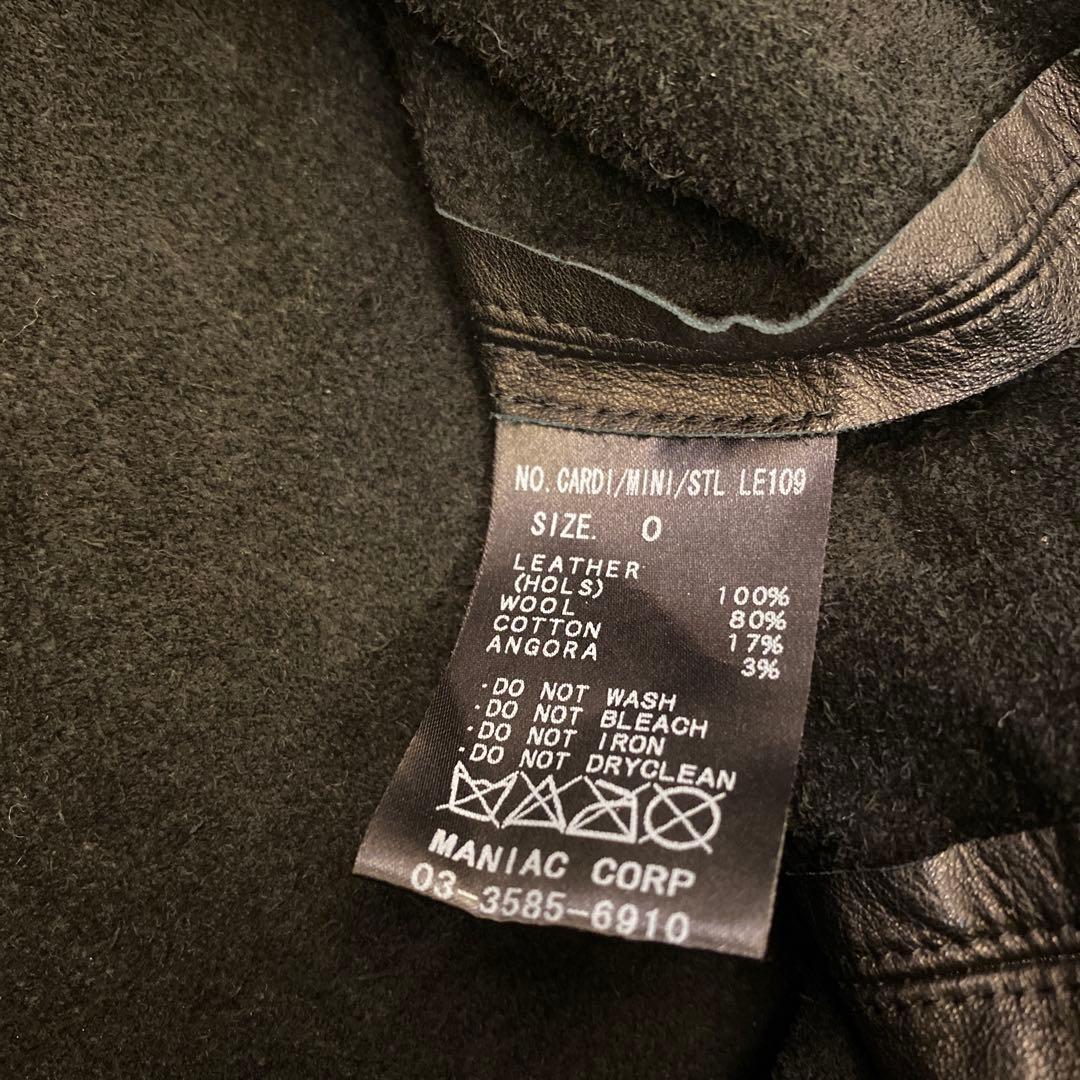 NO.CARDI/MINI/STL LE109
SIZE. 0
LEATHER
(HOLS) 100%
WOOL 80%
COTTON 17%
ANGORA 3%
・DO NOT WASH
・DO NOT BLEACH
・DO NOT IRON
・DO NOT DRYCLEAN
MANIAC CORP
03-3585-6910